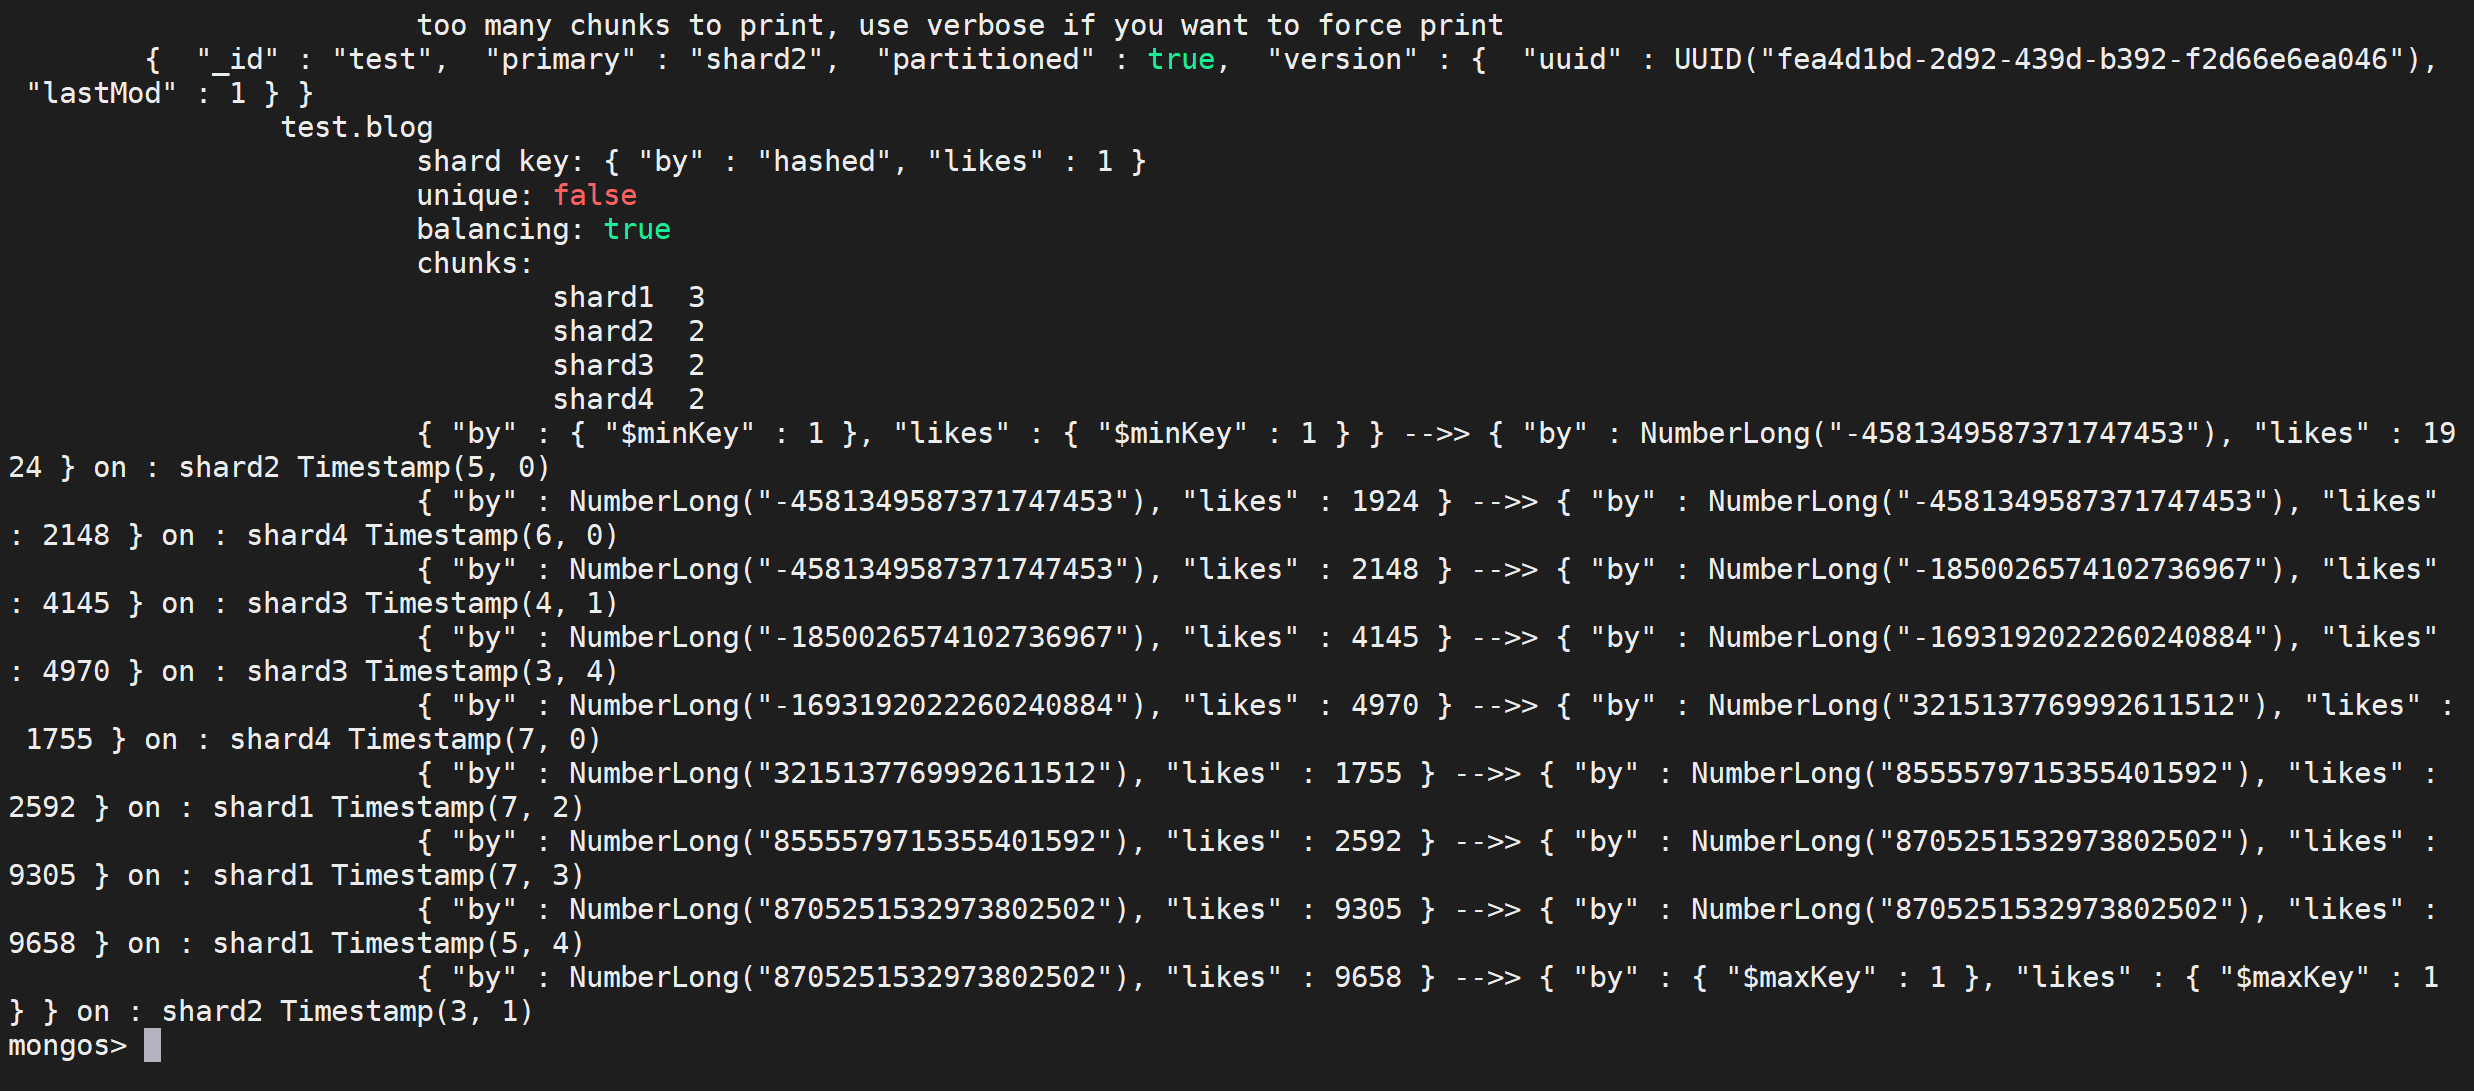 too many chunks to print, use verbose if you want to force print
{  "_id" : "test",  "primary" : "shard2",  "partitioned" : true,  "version" : {  "uuid" : UUID("fea4d1bd-2d92-439d-b392-f2d66e6ea046"),
"lastMod" : 1 } }
test.blog
shard key: { "by" : "hashed", "likes" : 1 }
unique: false
balancing: true
chunks:
shard1  3
shard2  2
shard3  2
shard4  2
{ "by" : { "$minKey" : 1 }, "likes" : { "$minKey" : 1 } } -->> { "by" : NumberLong("-4581349587371747453"), "likes" : 19
24 } on : shard2 Timestamp(5, 0)
{ "by" : NumberLong("-4581349587371747453"), "likes" : 1924 } -->> { "by" : NumberLong("-4581349587371747453"), "likes"
: 2148 } on : shard4 Timestamp(6, 0)
{ "by" : NumberLong("-4581349587371747453"), "likes" : 2148 } -->> { "by" : NumberLong("-1850026574102736967"), "likes"
: 4145 } on : shard3 Timestamp(4, 1)
{ "by" : NumberLong("-1850026574102736967"), "likes" : 4145 } -->> { "by" : NumberLong("-1693192022260240884"), "likes"
: 4970 } on : shard3 Timestamp(3, 4)
{ "by" : NumberLong("-1693192022260240884"), "likes" : 4970 } -->> { "by" : NumberLong("3215137769992611512"), "likes" :
1755 } on : shard4 Timestamp(7, 0)
{ "by" : NumberLong("3215137769992611512"), "likes" : 1755 } -->> { "by" : NumberLong("8555579715355401592"), "likes" :
2592 } on : shard1 Timestamp(7, 2)
{ "by" : NumberLong("8555579715355401592"), "likes" : 2592 } -->> { "by" : NumberLong("8705251532973802502"), "likes" :
9305 } on : shard1 Timestamp(7, 3)
{ "by" : NumberLong("8705251532973802502"), "likes" : 9305 } -->> { "by" : NumberLong("8705251532973802502"), "likes" :
9658 } on : shard1 Timestamp(5, 4)
{ "by" : NumberLong("8705251532973802502"), "likes" : 9658 } -->> { "by" : { "$maxKey" : 1 }, "likes" : { "$maxKey" : 1
} } on : shard2 Timestamp(3, 1)
mongos>